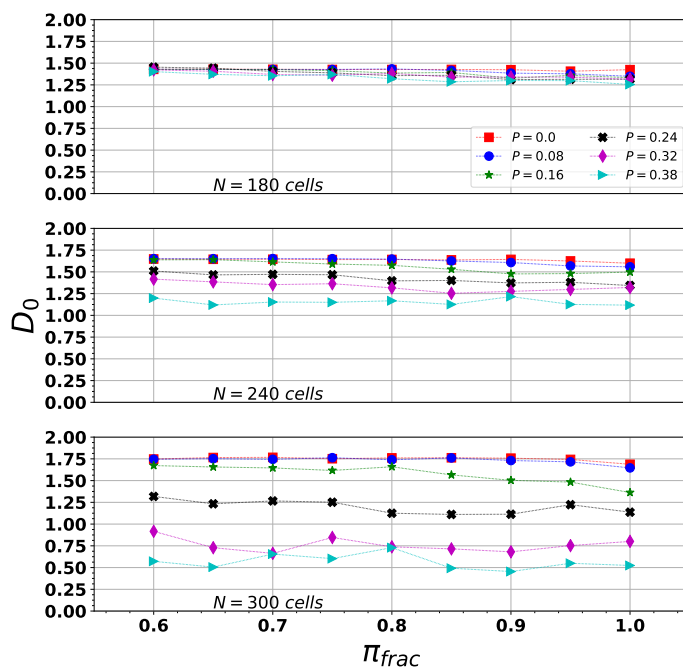 2.00
1.75
1.50
1.25
1.00
0.75
0.50
0.25
0.00
P = 0.0
P = 0.08
P = 0.16
P = 0.24
P = 0.32
P = 0.38
N = 180 cells
2.00
1.75
1.50
1.25
1.00
0.75
0.50
0.25
0.00
D_0
N = 240 cells
2.00
1.75
1.50
1.25
1.00
0.75
0.50
0.25
0.00
N = 300 cells
0.6 0.7 0.8 0.9 1.0
π_{frac}